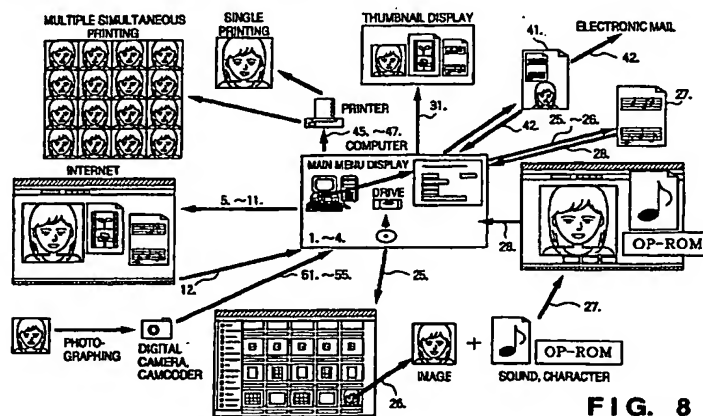 MULTIPLE SIMULTANEOUS
PRINTING
SINGLE
PRINTING
THUMBNAIL DISPLAY
41.
ELECTRONIC MAIL
42.
27.
PRINTER
45. ~47.
31.
42.
25. ~26.
28.
COMPUTER
MAIN MENU DISPLAY
INTERNET
5. ~11.
DRIVE
1. ~4.
28.
OP-ROM
12.
51. ~55.
25.
27.
PHOTO-
GRAPHING
DIGITAL
CAMERA,
CAMCODER
26.
IMAGE
+
OP-ROM
SOUND, CHARACTER
FIG. 8